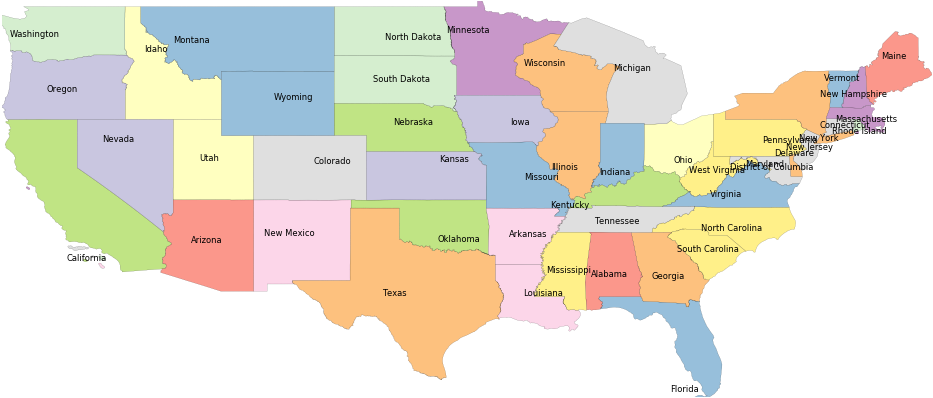 Washington
Montana
Idaho
North Dakota
Minnesota
Maine
Wisconsin
Michigan
South Dakota
Vermont
Oregon
Wyoming
New Hampshire
Nebraska
Iowa
Massachusetts
Connecticut
Rhode Island
Nevada
Utah
Colorado
Kansas
Ohio
Pennsylvania
New York
New Jersey
Delaware
Missouri
Illinois
Indiana
West Virginia
District of Columbia
Maryland
Virginia
Kentucky
California
Arizona
New Mexico
Oklahoma
Arkansas
Tennessee
North Carolina
South Carolina
Texas
Louisiana
Mississippi
Alabama
Georgia
Florida